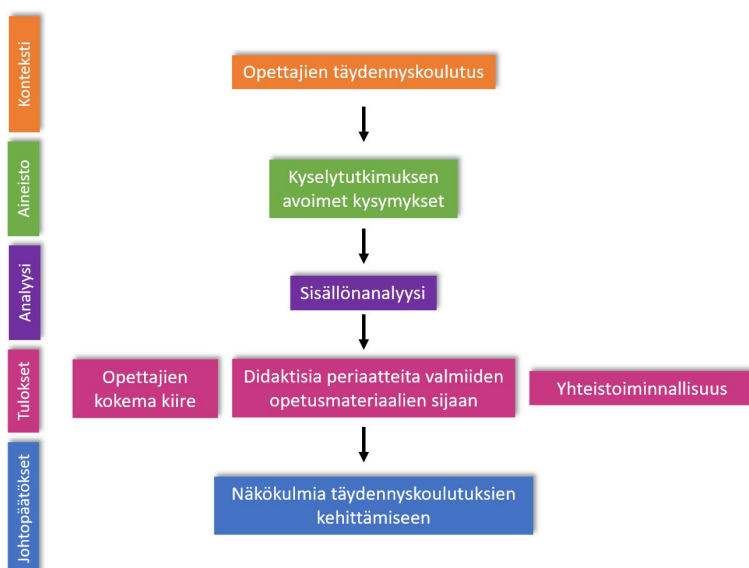 Konteksti
Opettajien täydennyskoulutus
Aineisto
Kyselytutkimuksen
avoimet kysymykset
Analyysi
Sisällönanalyysi
Tulokset
Opettajien
kokema kiire
Didaktisia periaatteita valmiiden
opetusmateriaalien sijaan
Yhteistoiminnallisuus
Johtopäätökset
Näkökulmia täydennyskoulutuksien
kehittämiseen